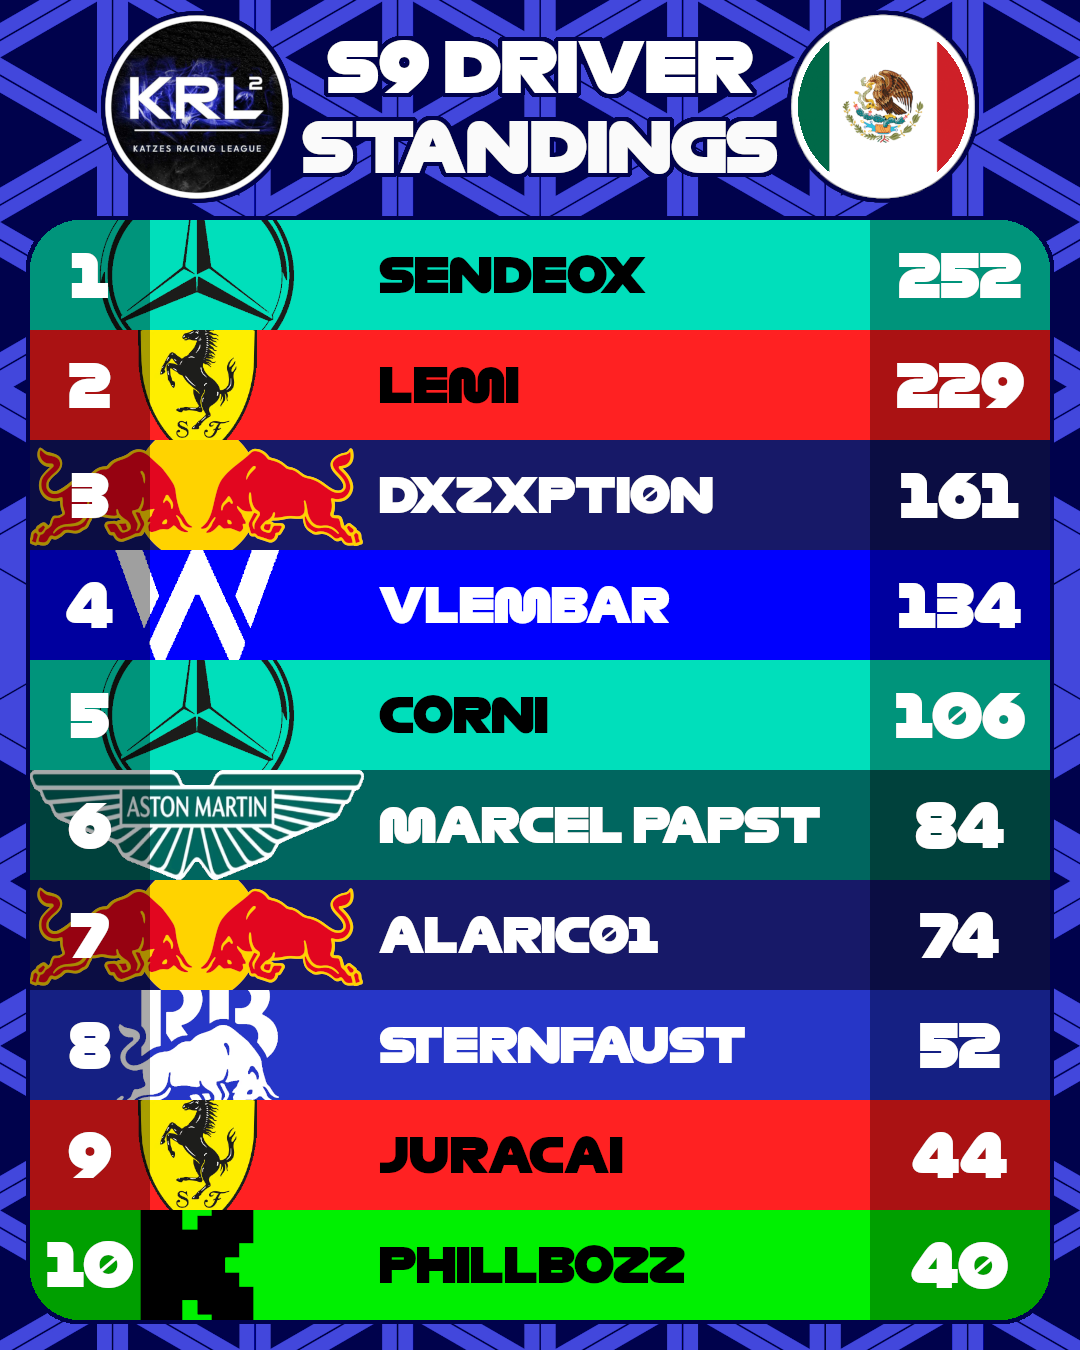 KRL²
KATZES RACING LEAGUE
S9 DRIVER
STANDINGS
1 SENDEOX 252
2 S F LEMI 229
3 DXZXPTION 161
4 W VLEMBAR 134
5 CORNI 106
6 ASTON MARTIN MARCEL PAPST 84
7 ALARIC01 74
8 RB STERNFAUST 52
9 S F JURACAI 44
10 K PHILLBOZZ 40